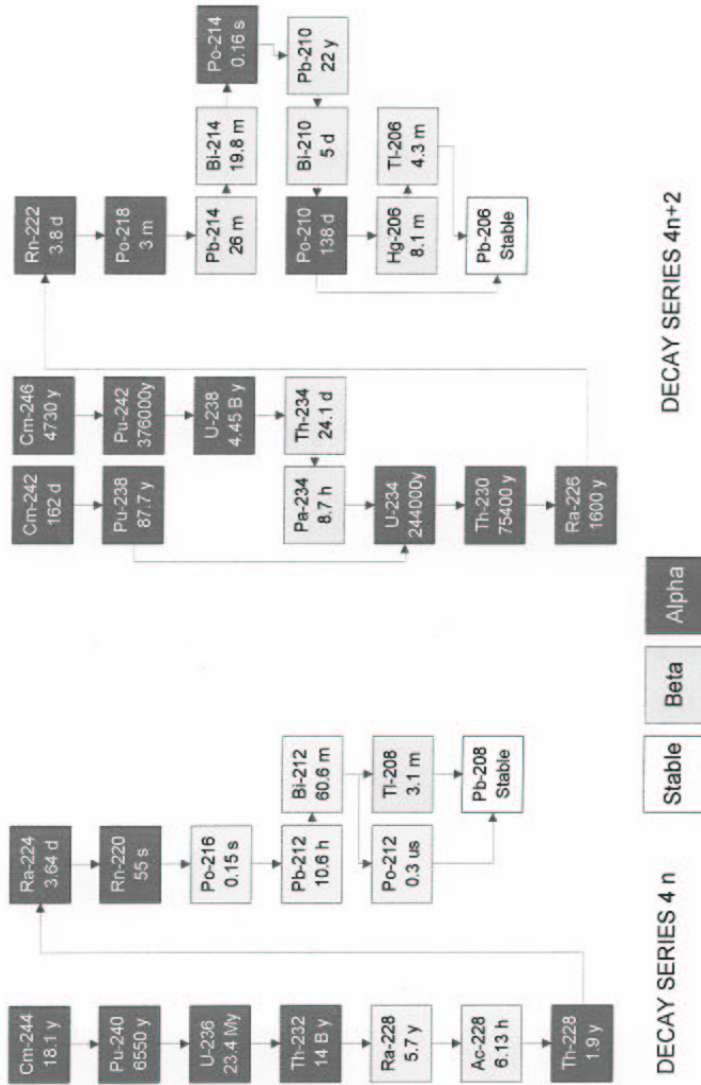 Cm-244
18.1 y
Pu-240
6550 y
U-236
23.4 My
Th-232
14 B y
Ra-228
5.7 y
Ac-228
6.13 h
Th-228
1.9 y
Ra-224
3.64 d
Rn-220
55 s
Po-216
0.15 s
Pb-212
10.6 h
Bi-212
60.6 m
Po-212
0.3 us
Tl-208
3.1 m
Pb-208
Stable
DECAY SERIES 4 n
Stable
Beta
Alpha
Cm-242
162 d
Pu-238
87.7 y
Cm-246
4730 y
Pu-242
376000y
U-238
4.45 B y
Th-234
24.1 d
Pa-234
8.7 h
U-234
244000y
Th-230
75400 y
Ra-226
1600 y
Rn-222
3.8 d
Po-218
3 m
Pb-214
26 m
Bi-214
19.8 m
Po-214
0.16 s
Pb-210
22 y
Bi-210
5 d
Po-210
138 d
Hg-206
8.1 m
Tl-206
4.3 m
Pb-206
Stable
DECAY SERIES 4n+2